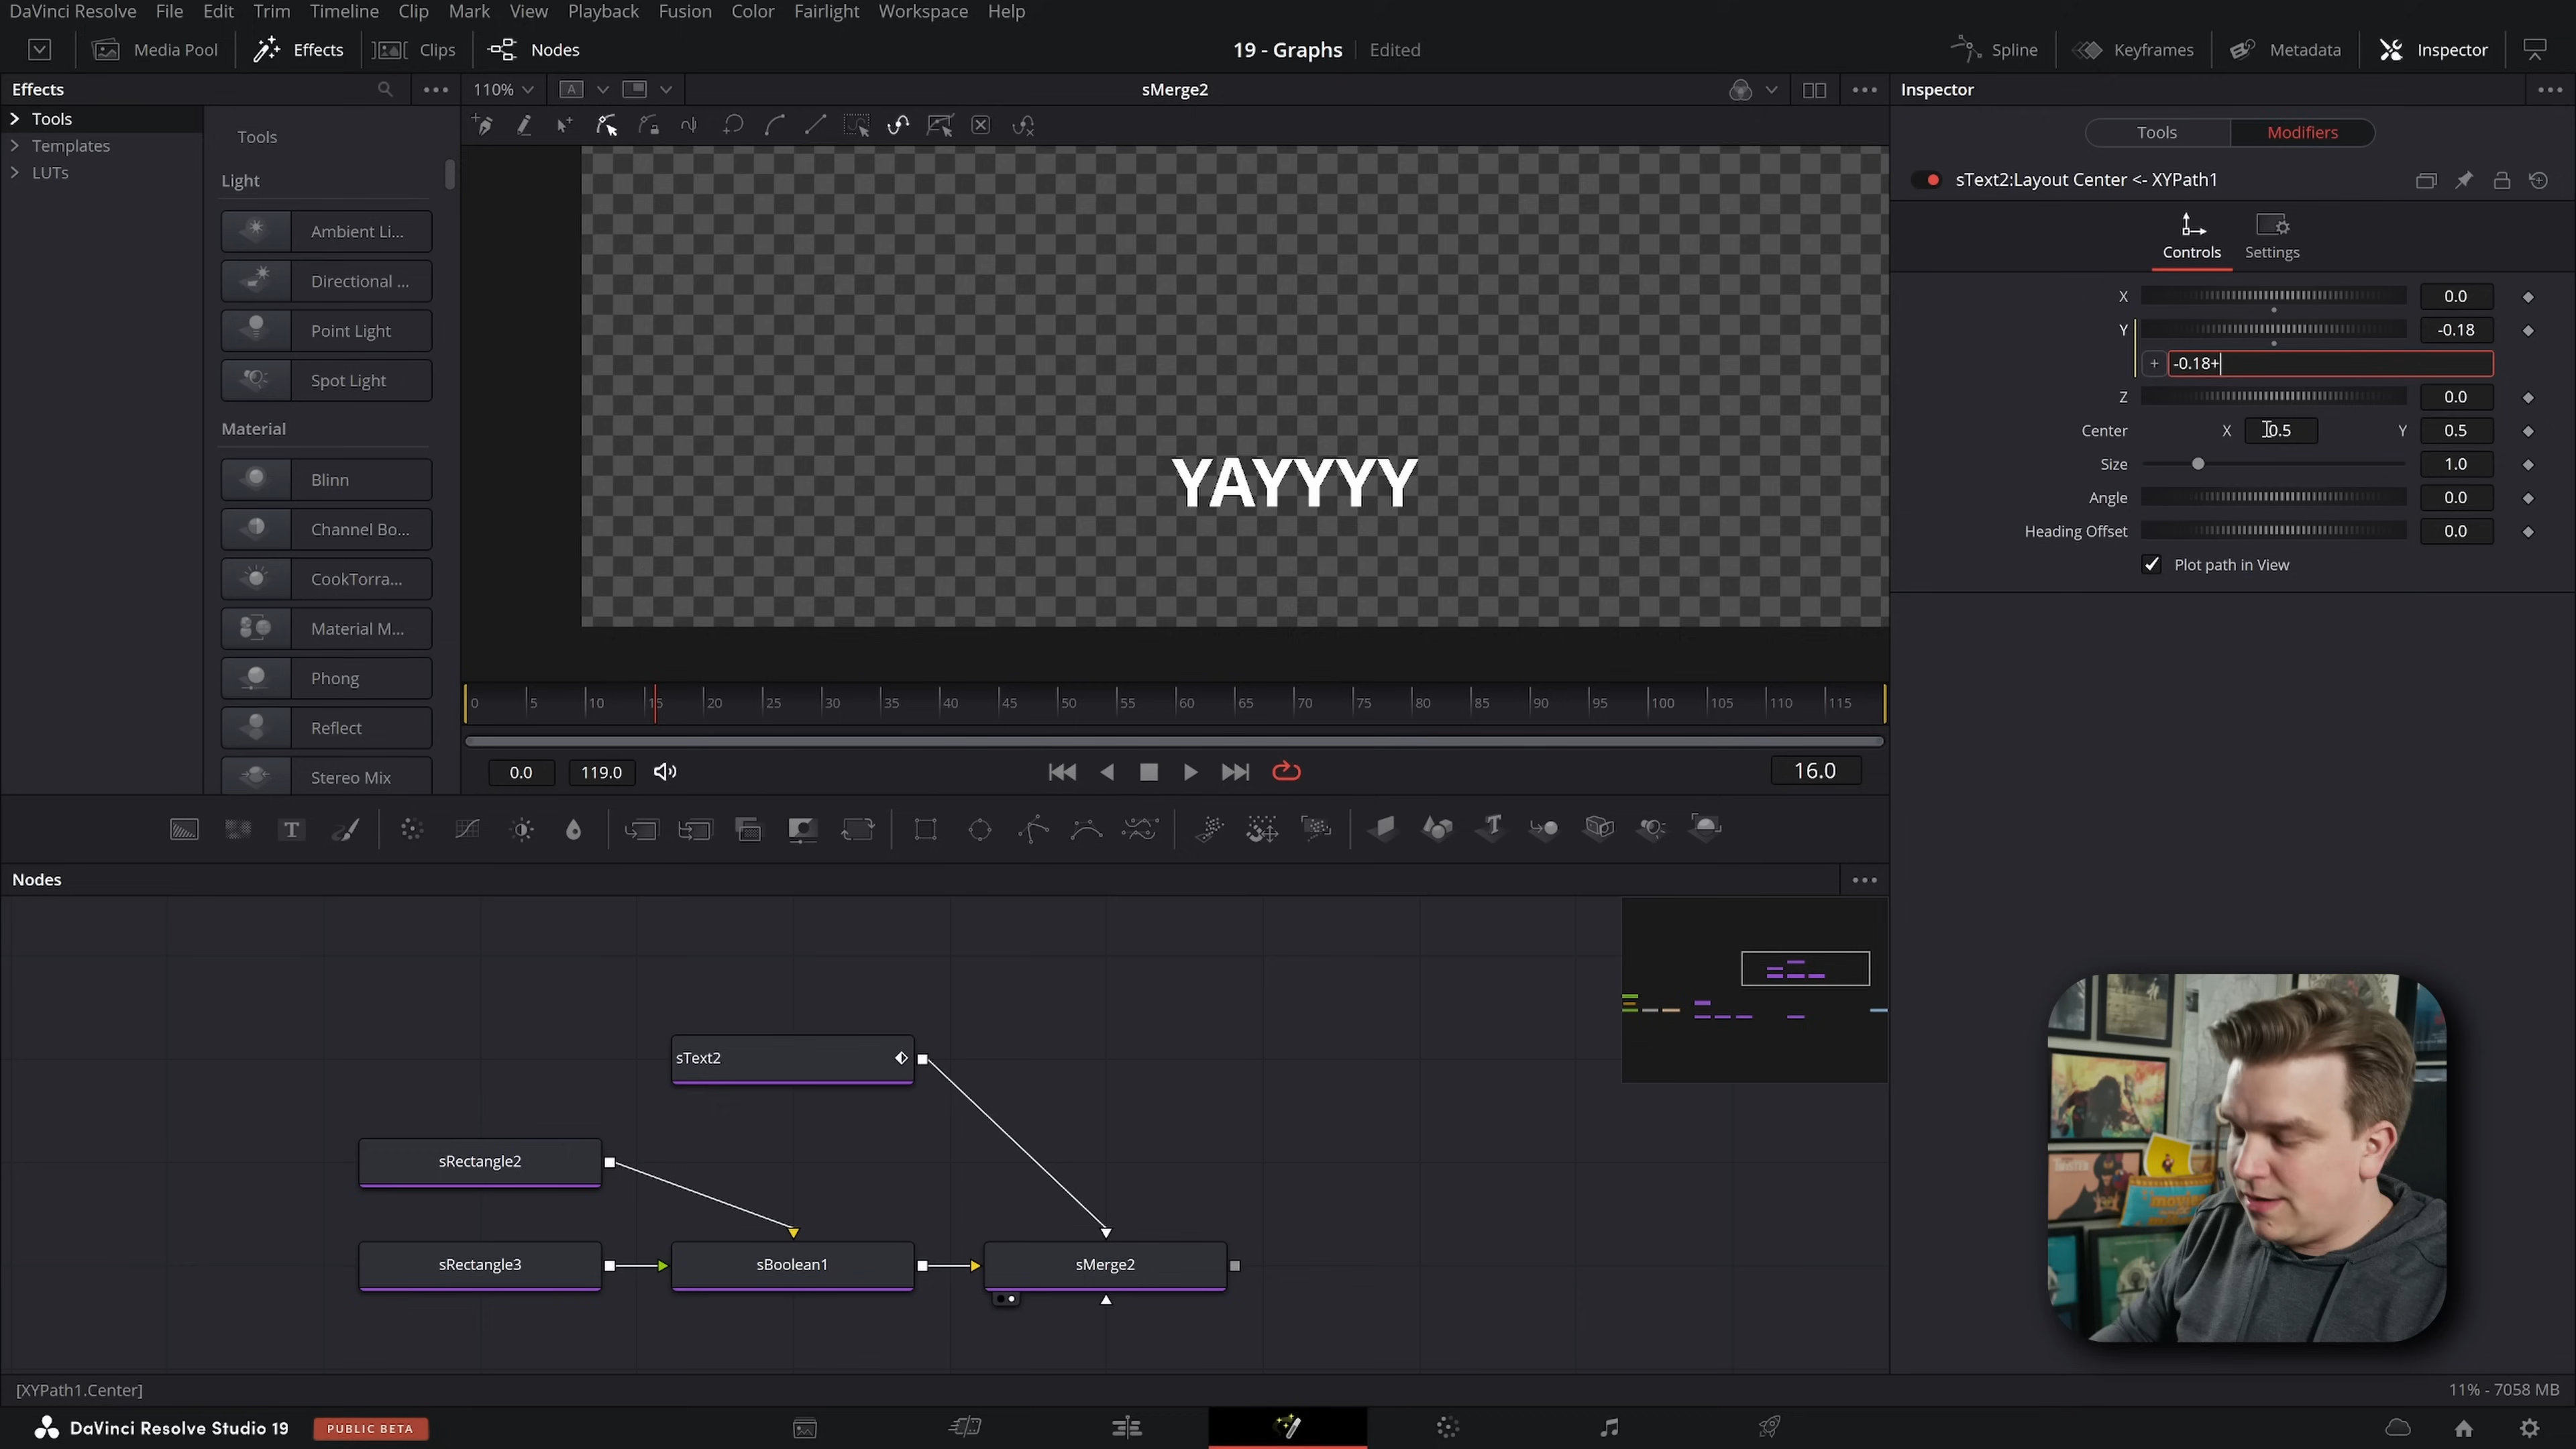 DaVinci Resolve File Edit Trim Timeline Clip Mark View Playback Fusion Color Fairlight Workspace Help
Media Pool Effects Clips Nodes 19 - Graphs Edited Spline Keyframes Metadata Inspector
Effects 110% A sMerge2 Inspector
Tools
Templates
LUTs
Tools
Light
Ambient Li...
Directional ...
Point Light
Spot Light
Material
Blinn
Channel Bo...
CookTorra...
Material M...
Phong
Reflect
Stereo Mix
YAYYYY
0 5 10 15 20 25 30 35 40 45 50 55 60 65 70 75 80 85 90 95 100 105 110 115
0.0 119.0 16.0
Tools Modifiers
sText2:Layout Center <- XYPath1
Controls Settings
X 0.0
Y -0.18
+ -0.18+
Z 0.0
Center X 0.5 Y 0.5
Size 1.0
Angle 0.0
Heading Offset 0.0
Plot path in View
T T
Nodes
sText2
sRectangle2
sRectangle3 sBoolean1 sMerge2
[XYPath1.Center] 11% - 7058 MB
DaVinci Resolve Studio 19 PUBLIC BETA